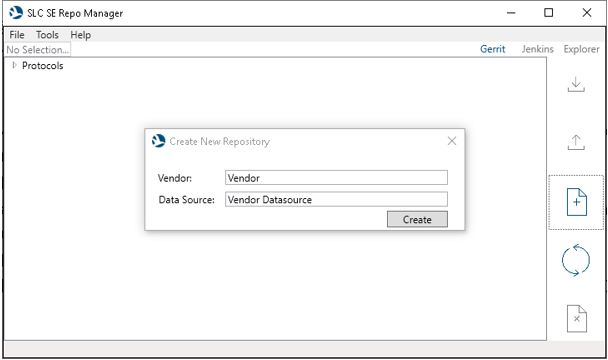 SLC SE Repo Manager
File Tools Help
No Selection... Gerrit Jenkins Explorer
Protocols
Create New Repository
Vendor: Vendor
Data Source: Vendor Datasource
Create